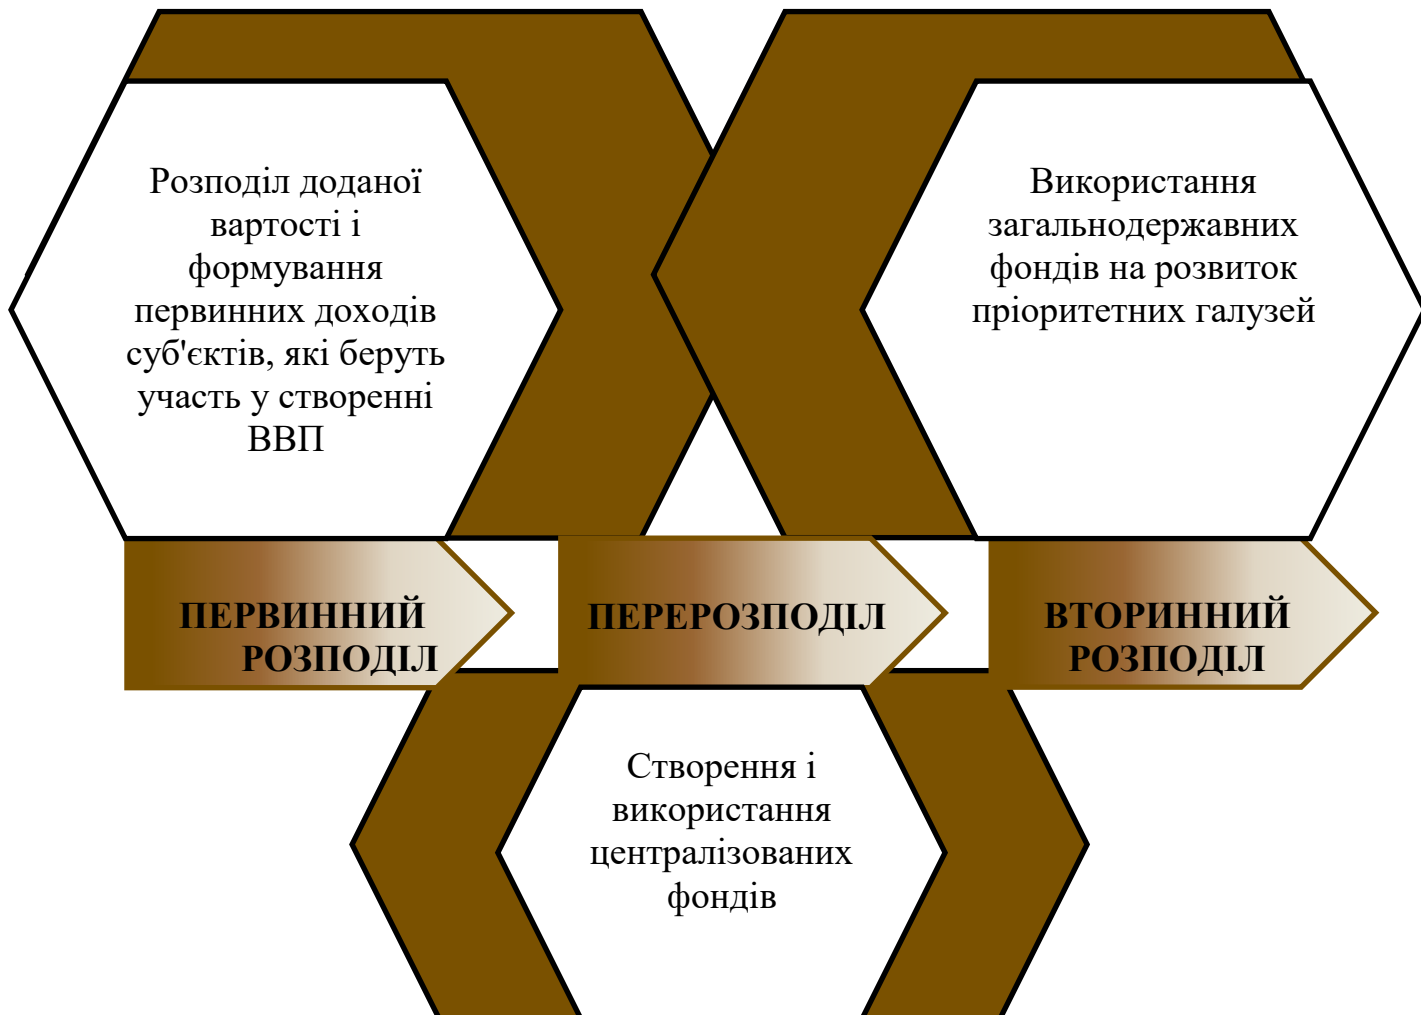 Розподіл доданої
вартості і
формування
первинних доходів
суб'єктів, які беруть
участь у створенні
ВВП
Використання
загальнодержавних
фондів на розвиток
пріоритетних галузей
ПЕРВИННИЙ
РОЗПОДІЛ
ПЕРЕРОЗПОДІЛ
ВТОРИННИЙ
РОЗПОДІЛ
Створення і
використання
централізованих
фондів